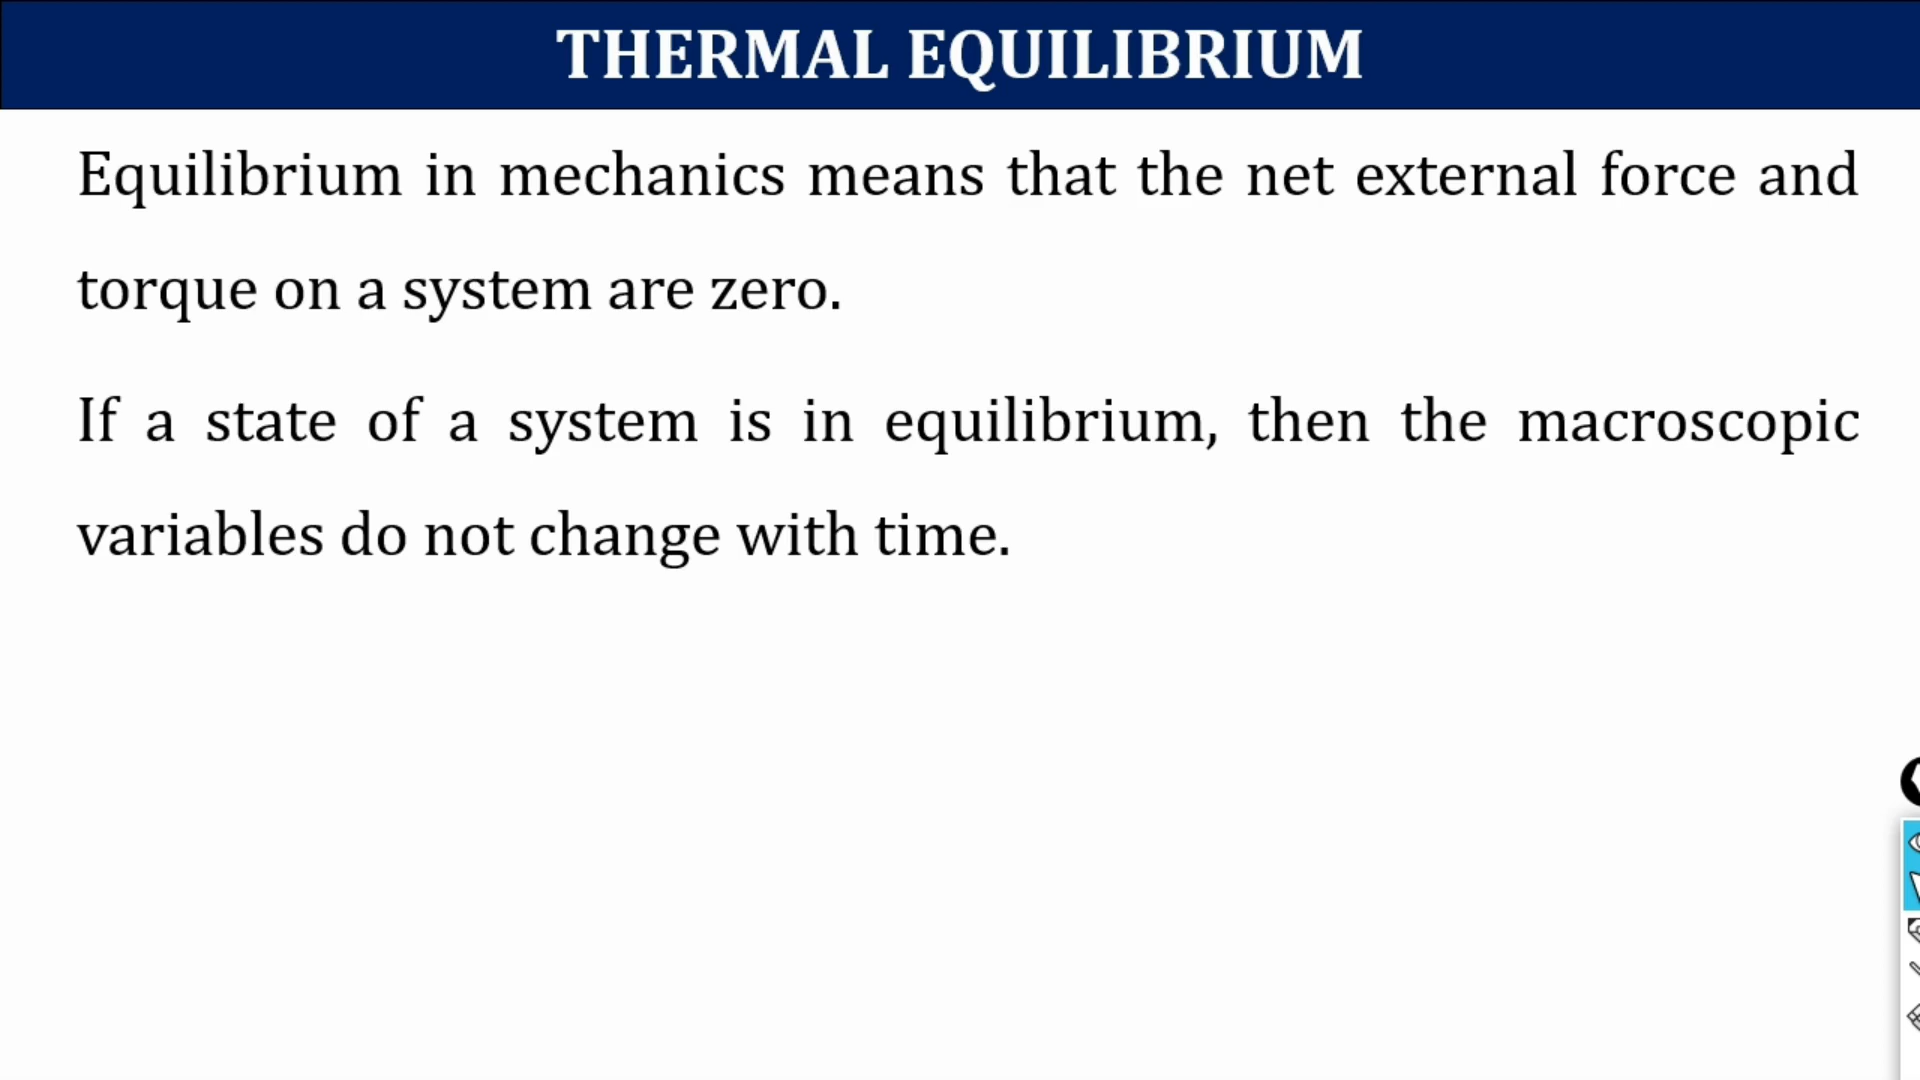 THERMAL EQUILIBRIUM
Equilibrium in mechanics means that the net external force and
torque on a system are zero.
If a state of a system is in equilibrium, then the macroscopic
variables do not change with time.